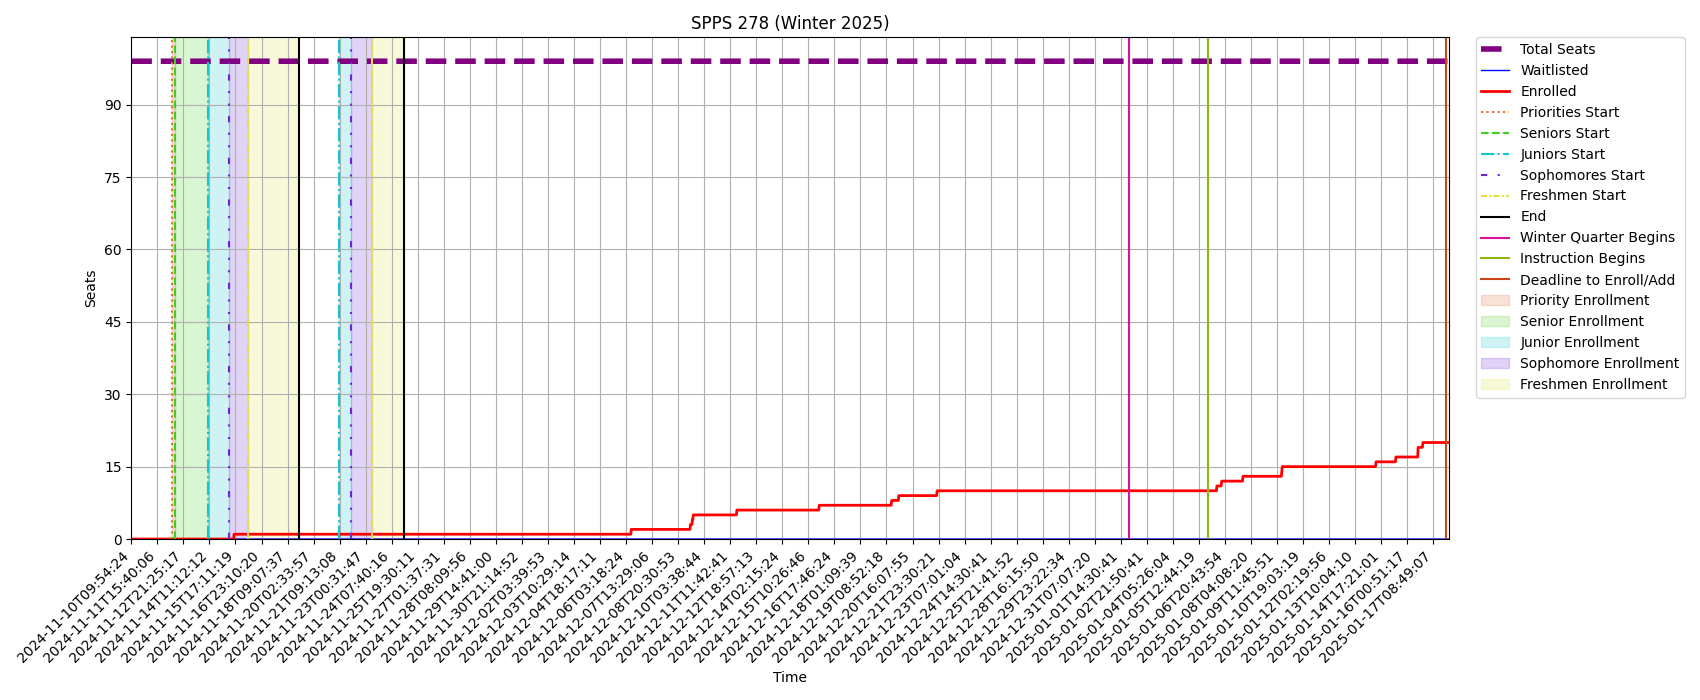 SPPS 278 (Winter 2025)
Seats
90
75
60
45
30
15
0
2024-11-10T09:54:24
2024-11-11T15:40:06
2024-11-12T21:25:17
2024-11-14T11:12:12
2024-11-15T17:11:19
2024-11-16T23:10:20
2024-11-18T09:07:37
2024-11-20T02:33:57
2024-11-21T09:13:08
2024-11-23T00:31:47
2024-11-24T07:40:16
2024-11-25T19:30:11
2024-11-27T01:37:31
2024-11-28T08:09:56
2024-11-29T14:41:00
2024-11-30T21:14:52
2024-12-02T03:39:53
2024-12-03T10:29:14
2024-12-04T18:17:11
2024-12-06T03:18:24
2024-12-07T13:29:06
2024-12-08T20:30:53
2024-12-10T03:38:44
2024-12-11T11:42:41
2024-12-12T18:57:13
2024-12-14T02:15:24
2024-12-15T10:26:46
2024-12-16T17:46:24
2024-12-18T01:09:39
2024-12-19T08:52:18
2024-12-20T16:07:55
2024-12-21T23:30:21
2024-12-23T07:01:04
2024-12-24T14:30:41
2024-12-25T21:41:52
2024-12-28T16:15:50
2024-12-29T23:22:34
2024-12-31T07:07:20
2025-01-01T14:30:41
2025-01-02T21:50:41
2025-01-04T05:26:04
2025-01-05T12:44:19
2025-01-06T20:43:54
2025-01-08T04:08:20
2025-01-09T11:45:51
2025-01-10T19:03:19
2025-01-12T02:19:56
2025-01-13T10:04:10
2025-01-14T17:21:01
2025-01-16T00:51:17
2025-01-17T08:49:07
Time
Total Seats
Waitlisted
Enrolled
Priorities Start
Seniors Start
Juniors Start
Sophomores Start
Freshmen Start
End
Winter Quarter Begins
Instruction Begins
Deadline to Enroll/Add
Priority Enrollment
Senior Enrollment
Junior Enrollment
Sophomore Enrollment
Freshmen Enrollment